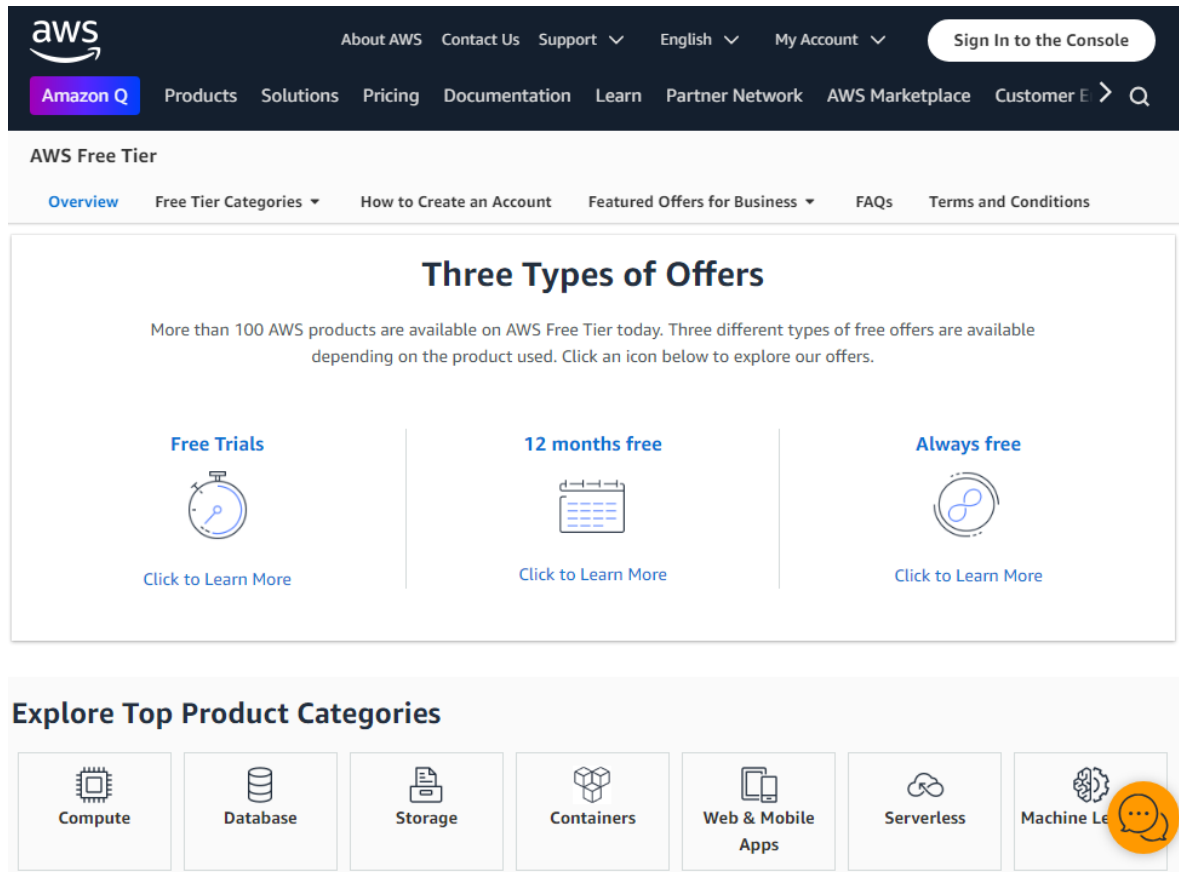 aws
About AWS Contact Us Support English My Account Sign In to the Console
Amazon Q Products Solutions Pricing Documentation Learn Partner Network AWS Marketplace Customer
AWS Free Tier
Overview Free Tier Categories How to Create an Account Featured Offers for Business FAQs Terms and Conditions
Three Types of Offers
More than 100 AWS products are available on AWS Free Tier today. Three different types of free offers are available
depending on the product used. Click an icon below to explore our offers.
Free Trials 12 months free Always free
Click to Learn More Click to Learn More Click to Learn More
Explore Top Product Categories
Compute Database Storage Containers Web & Mobile Serverless Machine
Apps